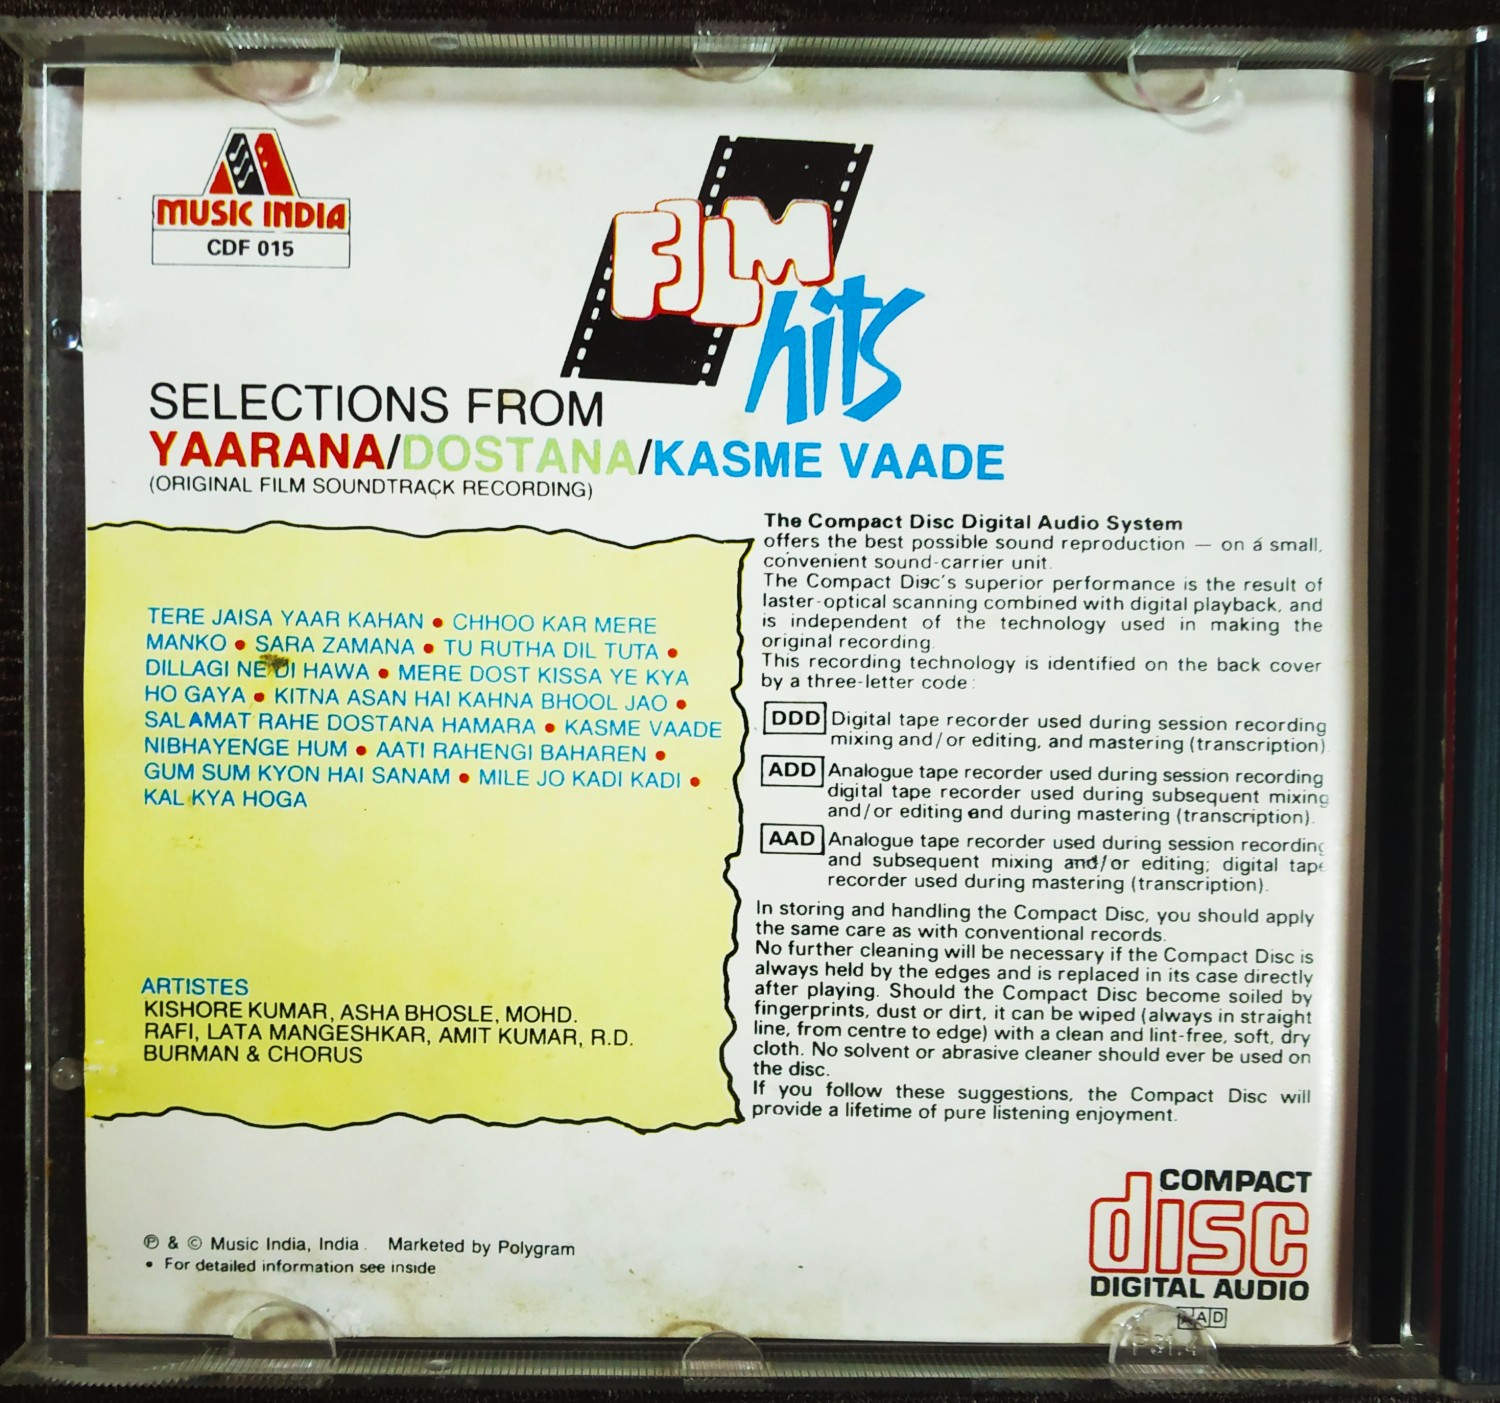 MUSIC INDIA
CDF 015
FILM
hits
SELECTIONS FROM
YAARANA/DOSTANA/KASME VAADE
(ORIGINAL FILM SOUNDTRACK RECORDING)
TERE JAISA YAAR KAHAN • CHHOO KAR MERE
MANKO • SARA ZAMANA • TU RUTHA DIL TUTA •
DILLAGI NE DI HAWA • MERE DOST KISSA YE KYA
HO GAYA • KITNA ASAN HAI KAHNA BHOOL JAO •
SALAMAT RAHE DOSTANA HAMARA • KASME VAADE
NIBHAYENGE HUM • AATI RAHENGI BAHAREN •
GUM SUM KYON HAI SANAM • MILE JO KADI KADI •
KAL KYA HOGA
ARTISTES
KISHORE KUMAR, ASHA BHOSLE, MOHD.
RAFI, LATA MANGESHKAR, AMIT KUMAR, R.D.
BURMAN & CHORUS
The Compact Disc Digital Audio System
offers the best possible sound reproduction — on a small,
convenient sound-carrier unit.
The Compact Disc's superior performance is the result of
laster-optical scanning combined with digital playback, and
is independent of the technology used in making the
original recording.
This recording technology is identified on the back cover
by a three-letter code:
DDD Digital tape recorder used during session recording
mixing and/or editing, and mastering (transcription)
ADD Analogue tape recorder used during session recording
digital tape recorder used during subsequent mixing
and/or editing and during mastering (transcription).
AAD Analogue tape recorder used during session recording
and subsequent mixing and/or editing; digital tape
recorder used during mastering (transcription).
In storing and handling the Compact Disc, you should apply
the same care as with conventional records.
No further cleaning will be necessary if the Compact Disc is
always held by the edges and is replaced in its case directly
after playing. Should the Compact Disc become soiled by
fingerprints, dust or dirt, it can be wiped (always in straight
line, from centre to edge) with a clean and lint-free, soft, dry
cloth. No solvent or abrasive cleaner should ever be used on
the disc.
If you follow these suggestions, the Compact Disc will
provide a lifetime of pure listening enjoyment.
℗ & © Music India, India. Marketed by Polygram
• For detailed information see inside
COMPACT
disc
DIGITAL AUDIO
AAD